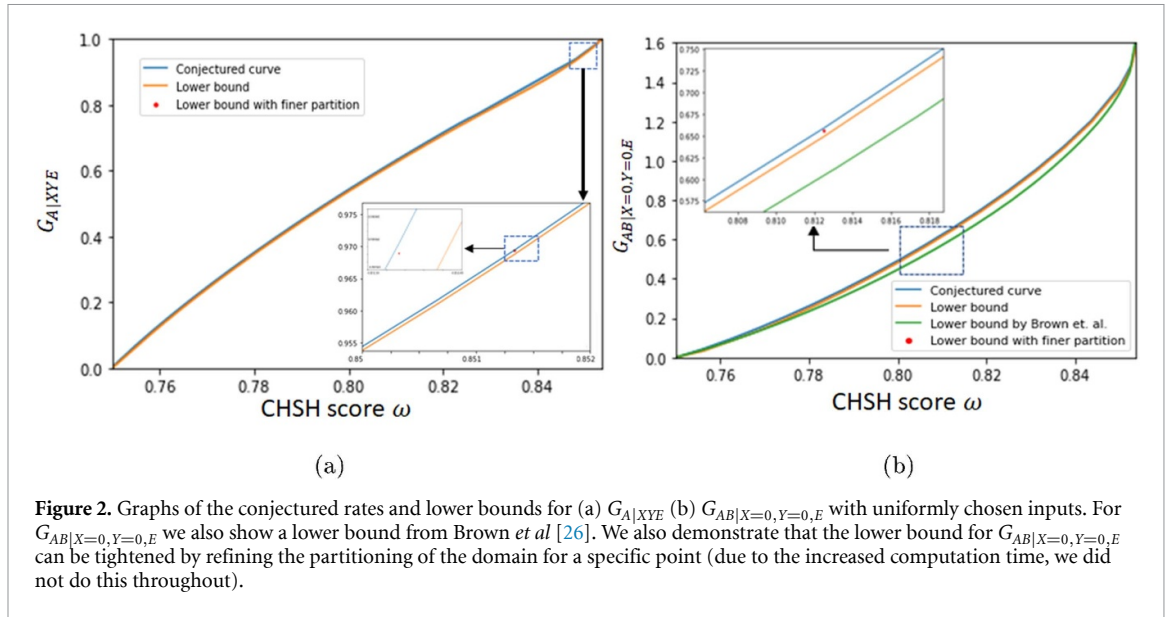 1.0
0.8
0.6
0.4
0.2
0.0
G_{A|XYE}
Conjectured curve
Lower bound
Lower bound with finer partition
0.975
0.970
0.965
0.960
0.955
0.85
0.851
0.852
0.76
0.78
0.80
0.82
0.84
CHSH score ω
(a)
1.6
1.2
1.0
0.8
0.6
0.4
0.2
0.0
G_{AB|X=0,Y=0,E}
0.750
0.725
0.700
0.675
0.650
0.625
0.600
0.575
0.808
0.810
0.812
0.814
0.816
0.818
Conjectured curve
Lower bound
Lower bound by Brown et. al.
Lower bound with finer partition
0.76
0.78
0.80
0.82
0.84
CHSH score ω
(b)
Figure 2. Graphs of the conjectured rates and lower bounds for (a) G_{A|XYE} (b) G_{AB|X=0,Y=0,E} with uniformly chosen inputs. For
G_{AB|X=0,Y=0,E} we also show a lower bound from Brown et al [26]. We also demonstrate that the lower bound for G_{AB|X=0,Y=0,E}
can be tightened by refining the partitioning of the domain for a specific point (due to the increased computation time, we did
not do this throughout).